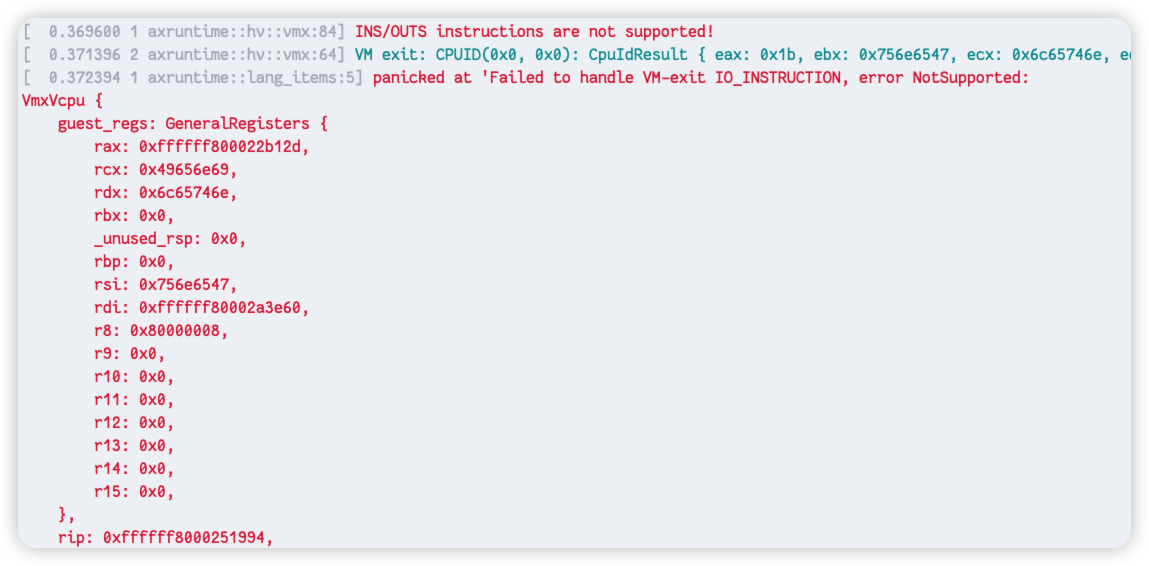 [  0.369600 1 axruntime::hv::vmx:84] INS/OUTS instructions are not supported!
[  0.371396 2 axruntime::hv::vmx:64] VM exit: CPUID(0x0, 0x0): CpuIdResult { eax: 0x1b, ebx: 0x756e6547, ecx: 0x6c65746e,
[  0.372394 1 axruntime::lang_items:5] panicked at 'Failed to handle VM-exit IO_INSTRUCTION, error NotSupported:
VmxVcpu {
    guest_regs: GeneralRegisters {
        rax: 0xffffff800022b12d,
        rcx: 0x49656e69,
        rdx: 0x6c65746e,
        rbx: 0x0,
        _unused_rsp: 0x0,
        rbp: 0x0,
        rsi: 0x756e6547,
        rdi: 0xffffff80002a3e60,
        r8: 0x80000008,
        r9: 0x0,
        r10: 0x0,
        r11: 0x0,
        r12: 0x0,
        r13: 0x0,
        r14: 0x0,
        r15: 0x0,
    },
    rip: 0xffffff8000251994,